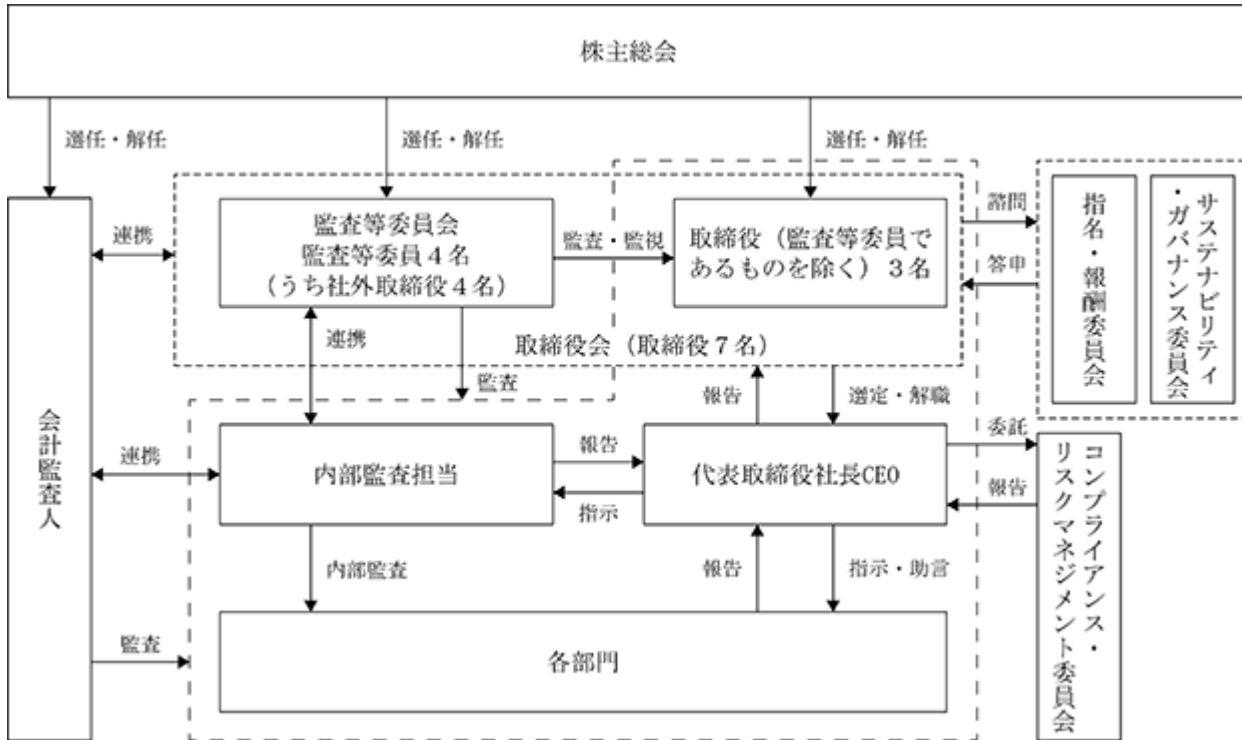 株主総会
選任・解任
選任・解任
選任・解任
連携
監査等委員会
監査等委員４名
（うち社外取締役４名）
監査・監視
取締役（監査等委員で
あるものを除く）３名
諮問
答申
指名・報酬委員会
サステナビリティ
・ガバナンス委員会
取締役会（取締役７名）
連携
監査
報告
選定・解職
会計監査人
連携
内部監査担当
報告
指示
代表取締役社長CEO
委託
報告
コンプライアンス・
リスクマネジメント委員会
内部監査
報告
指示・助言
監査
各部門